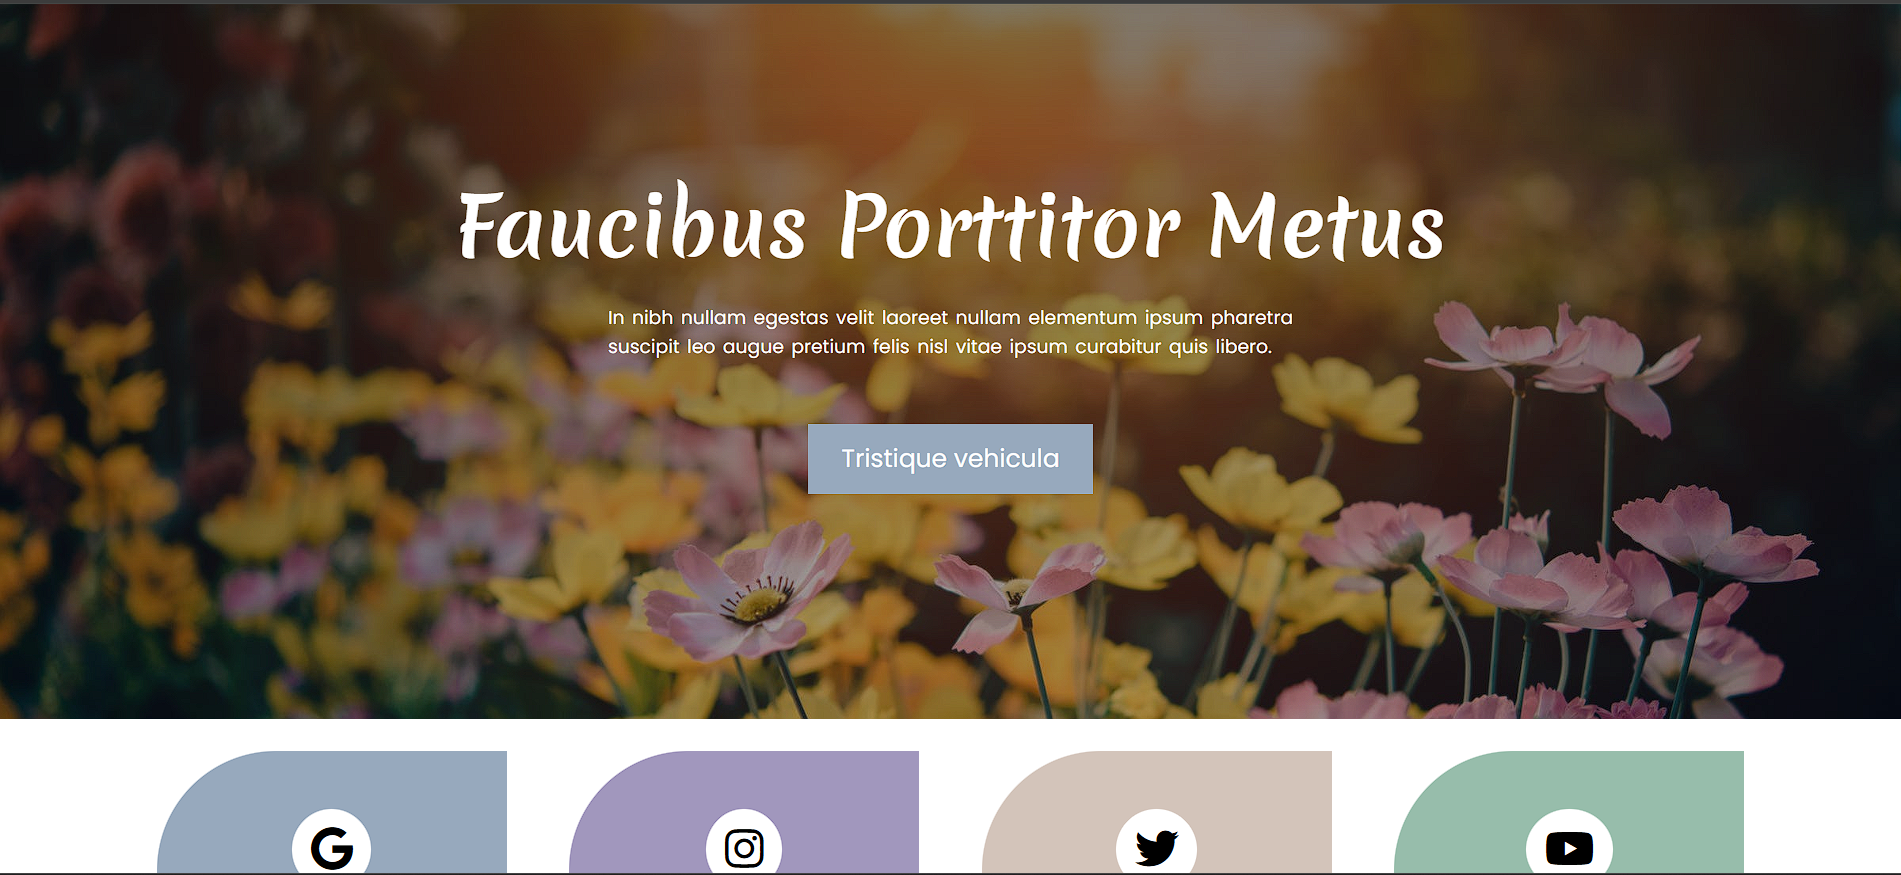 Faucibus Porttitor Metus
In nibh nullam egestas velit laoreet nullam elementum ipsum pharetra
suscipit leo augue pretium felis nisl vitae ipsum curabitur quis libero.
Tristique vehicula